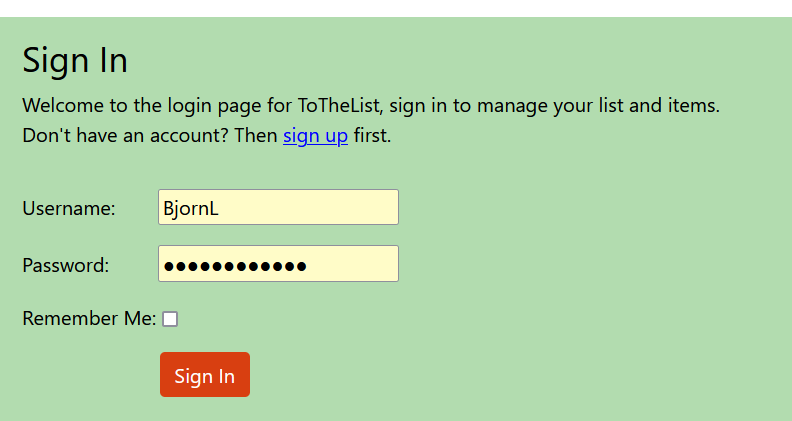 Sign In
Welcome to the login page for ToTheList, sign in to manage your list and items.
Don't have an account? Then sign up first.
Username: BjornL
Password: ●●●●●●●●●●●●
Remember Me:
Sign In